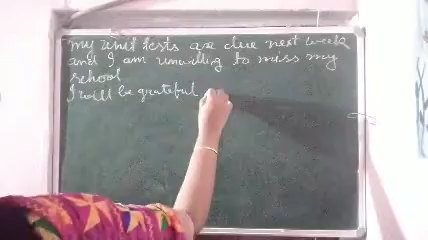 my unit tests are due next week
and I am unwilling to miss my
school.
I will be grateful